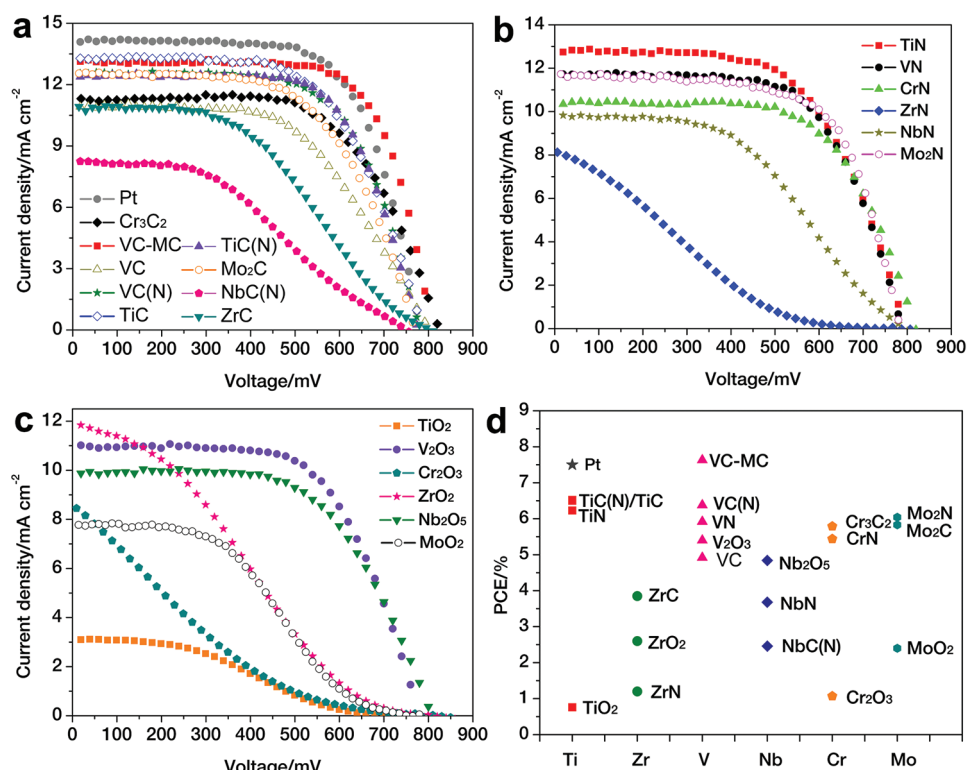 a
15
12
9
6
3
0
Current density/mA cm⁻²
Pt
Cr₃C₂
VC-MC
TiC(N)
VC
Mo₂C
VC(N)
NbC(N)
TiC
ZrC
0 100 200 300 400 500 600 700 800 900
Voltage/mV
b
14
12
10
8
6
4
2
0
Current density/mA cm⁻²
TiN
VN
CrN
ZrN
NbN
Mo₂N
0 100 200 300 400 500 600 700 800 900
Voltage/mV
c
12
10
8
6
4
2
0
Current density/mA cm⁻²
TiO₂
V₂O₃
Cr₂O₃
ZrO₂
Nb₂O₅
MoO₂
0 100 200 300 400 500 600 700 800 900
Voltage/mV
d
9
8
7
6
5
4
3
2
1
0
PCE/%
Pt
TiC(N)/TiC
TiN
TiO₂
ZrC
ZrO₂
ZrN
VC-MC
VC(N)
VN
V₂O₃
VC
Nb₂O₅
NbN
NbC(N)
Cr₃C₂
CrN
Cr₂O₃
Mo₂N
Mo₂C
MoO₂
Ti Zr V Nb Cr Mo